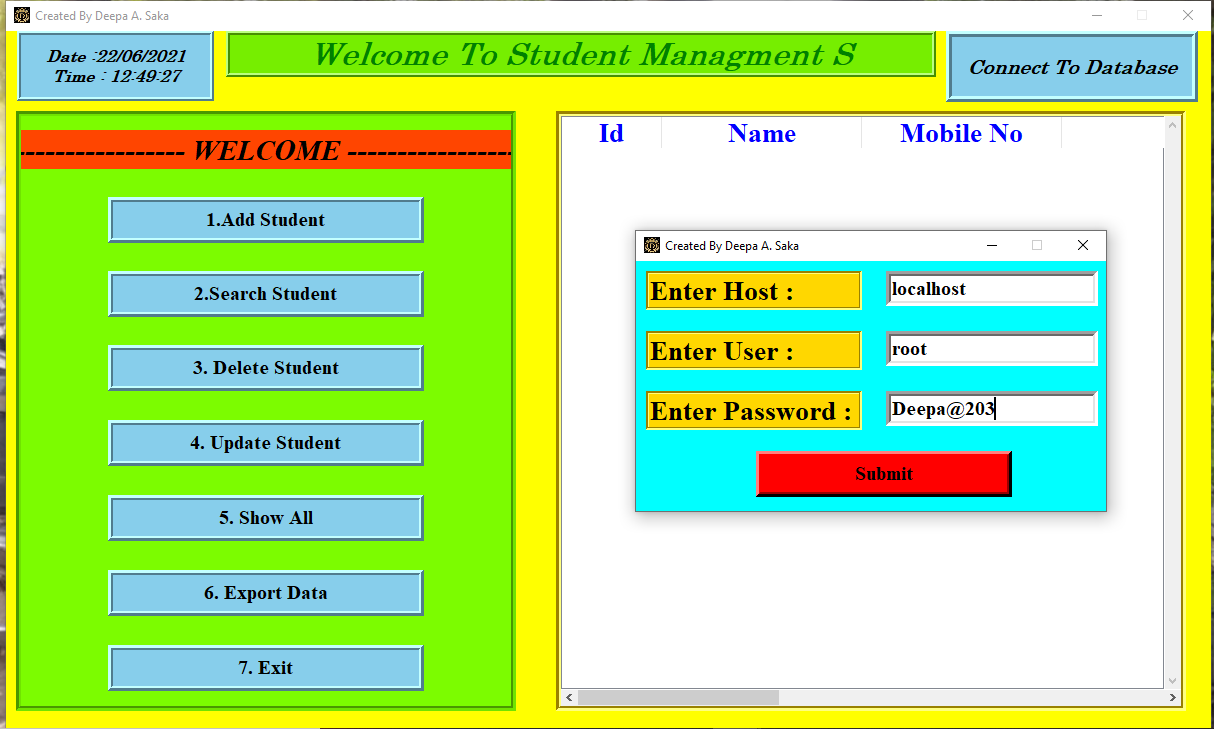 Created By Deepa A. Saka
Date :22/06/2021
Time : 12:49:27
Welcome To Student Managment S
Connect To Database
----------------- WELCOME -----------------
1.Add Student
2.Search Student
3. Delete Student
4. Update Student
5. Show All
6. Export Data
7. Exit
Id Name Mobile No
Created By Deepa A. Saka
Enter Host : localhost
Enter User : root
Enter Password : Deepa@203
Submit